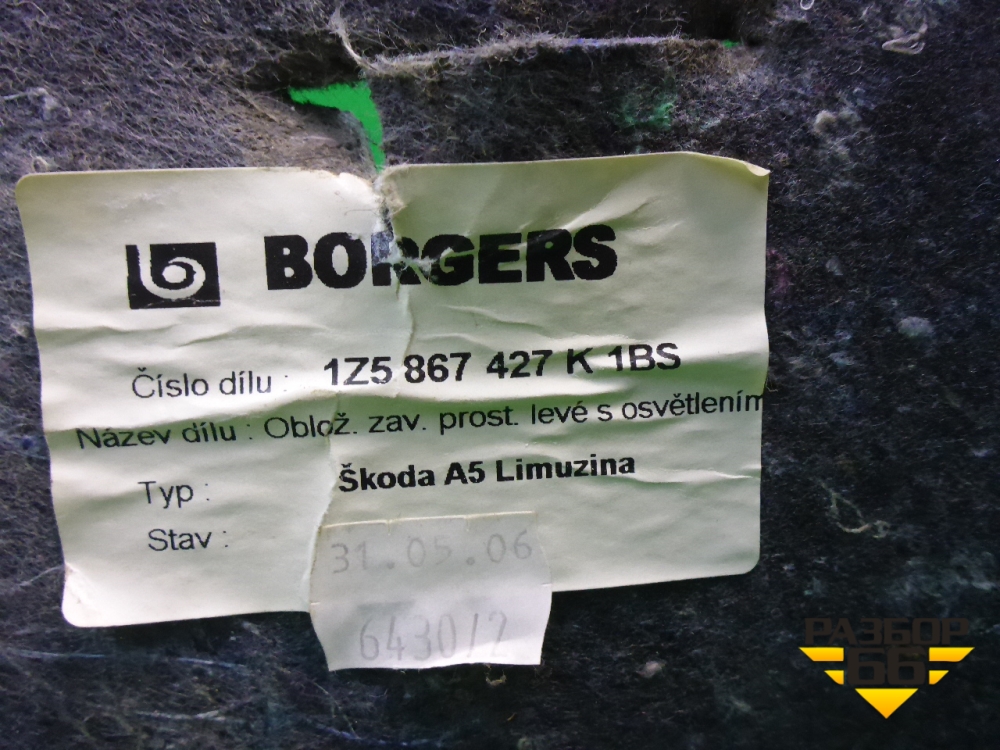 BORGERS
Číslo dílu : 1Z5 867 427 K 1BS
Název dílu : Oblož. zav. prost. levé s osvětlením
Typ : Škoda A5 Limuzina
Stav :
31.05.06
6430/2
РАЗБОР
66